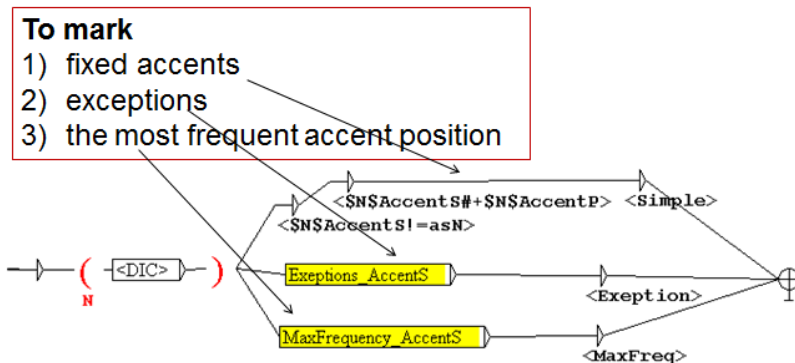 To mark
1) fixed accents
2) exceptions
3) the most frequent accent position
<$N$AccentS#+$N$AccentP> <Simple>
<$N$AccentS!=asN>
( <DIC> )
N
Exeptions_AccentS
<Exeption>
MaxFrequency_AccentS
<MaxFreq>